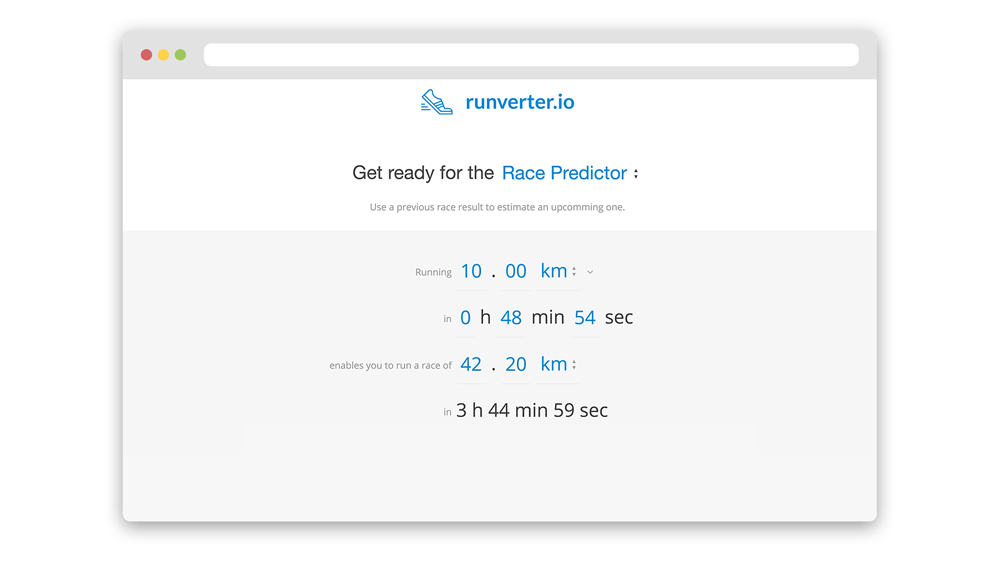 runverter.io
Get ready for the Race Predictor
Use a previous race result to estimate an upcomming one.
Running 10 . 00 km
in 0 h 48 min 54 sec
enables you to run a race of 42 . 20 km
in 3 h 44 min 59 sec